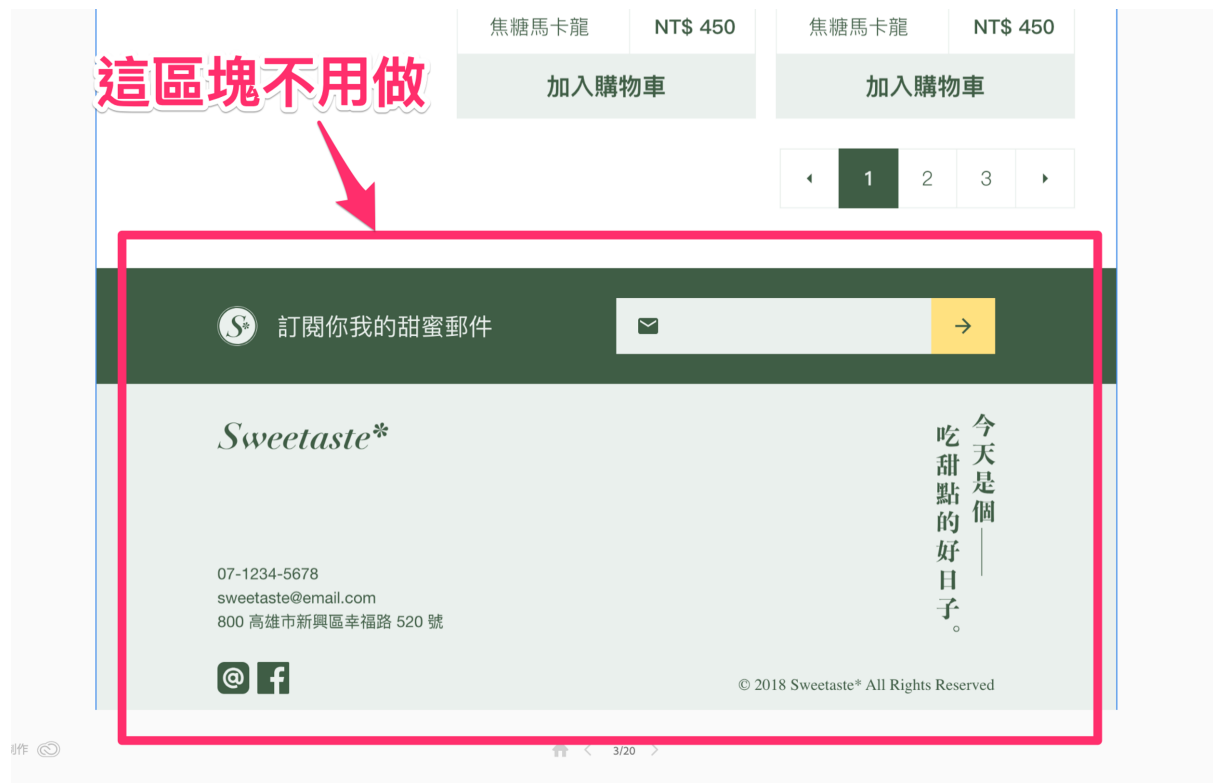 焦糖馬卡龍 NT$ 450 焦糖馬卡龍 NT$ 450
這區塊不用做
加入購物車 加入購物車
1 2 3
S* 訂閱你我的甜蜜郵件
Sweetaste*
今天是個——
吃甜點的好日子。
07-1234-5678
sweetaste@email.com
800 高雄市新興區幸福路 520 號
© 2018 Sweetaste* All Rights Reserved
作 3/20